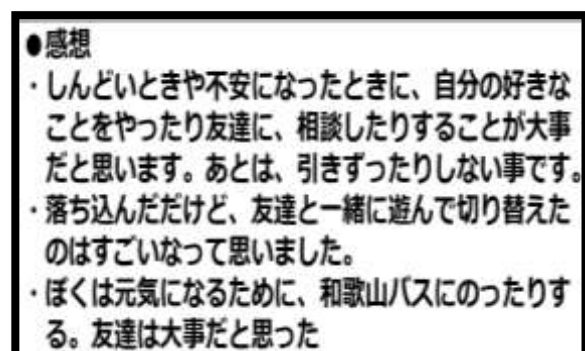 ●感想
・しんどいときや不安になったときに、自分の好きな
ことをやったり友達に、相談したりすることが大事
だと思います。あとは、引きずったりしない事です。
・落ち込んだだけど、友達と一緒に遊んで切り替えた
のはすごいなって思いました。
・ぼくは元気になるために、和歌山バスにのったりす
る。友達は大事だと思った